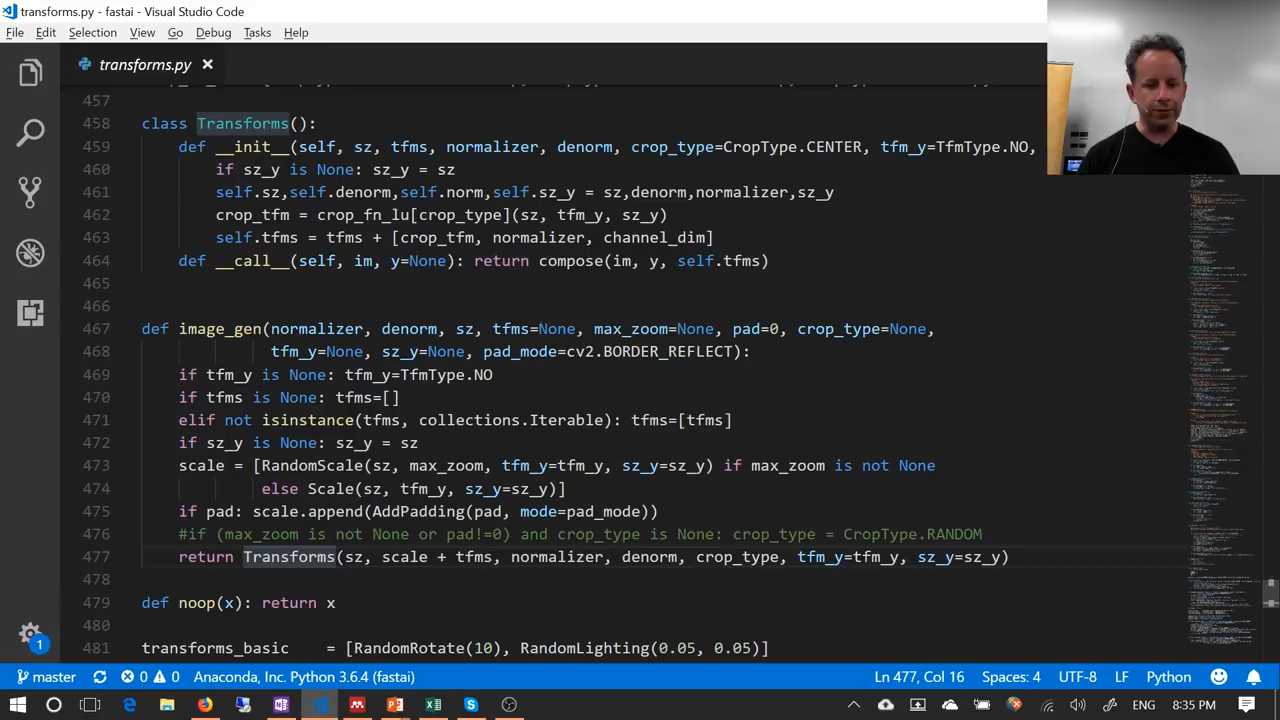 transforms.py - fastai - Visual Studio Code
File Edit Selection View Go Debug Tasks Help
transforms.py ×
457
458 class Transforms():
459 def __init__(self, sz, tfms, normalizer, denorm, crop_type=CropType.CENTER, tfm_y=TfmType.NO,
460 if sz_y is None: sz_y = sz
461 self.sz,self.denorm,self.norm,self.sz_y = sz,denorm,normalizer,sz_y
462 crop_tfm = crop_fn_lu[crop_type](sz, tfm_y, sz_y)
463 self.tfms = tfms + [crop_tfm, normalizer, channel_dim]
464 def __call__(self, im, y=None): return compose(im, y, self.tfms)
465
466
467 def image_gen(normalizer, denorm, sz, tfms=None, max_zoom=None, pad=0, crop_type=None,
468 tfm_y=None, sz_y=None, pad_mode=cv2.BORDER_REFLECT):
469 if tfm_y is None: tfm_y=TfmType.NO
470 if tfms is None: tfms=[]
471 elif not isinstance(tfms, collections.Iterable): tfms=[tfms]
472 if sz_y is None: sz_y = sz
473 scale = [RandomScale(sz, max_zoom, tfm_y=tfm_y, sz_y=sz_y) if max_zoom is not None
474 else Scale(sz, tfm_y, sz_y=sz_y)]
475 if pad: scale.append(AddPadding(pad, mode=pad_mode))
476 #if (max_zoom is not None or pad!=0) and crop_type is None: crop_type = CropType.RANDOM
477 return Transforms(sz, scale + tfms, normalizer, denorm, crop_type, tfm_y=tfm_y, sz_y=sz_y)
478
479 def noop(x): return x
480
481 transforms_basic = [RandomRotate(10), RandomLighting(0.05, 0.05)]
1
master 0 0 Anaconda, Inc. Python 3.6.4 (fastai) Ln 477, Col 16 Spaces: 4 UTF-8 LF Python
ENG 8:35 PM